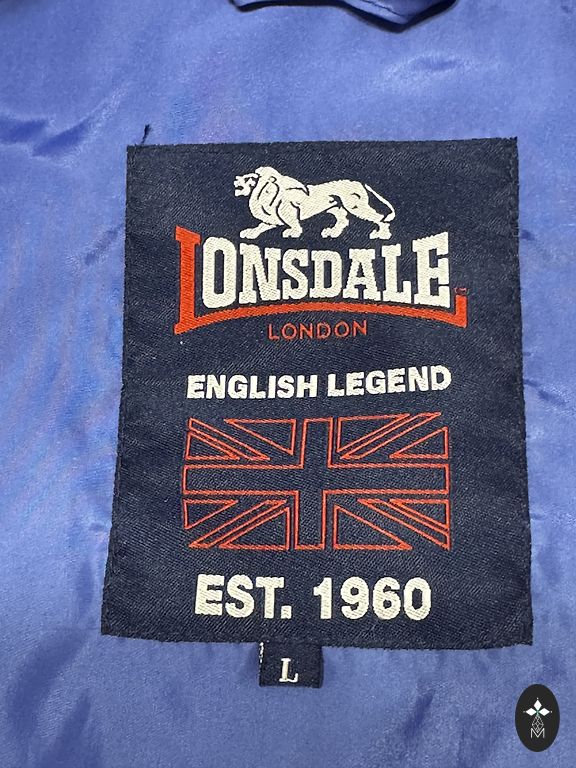 LONSDALE
LONDON
ENGLISH LEGEND
EST. 1960
L
M